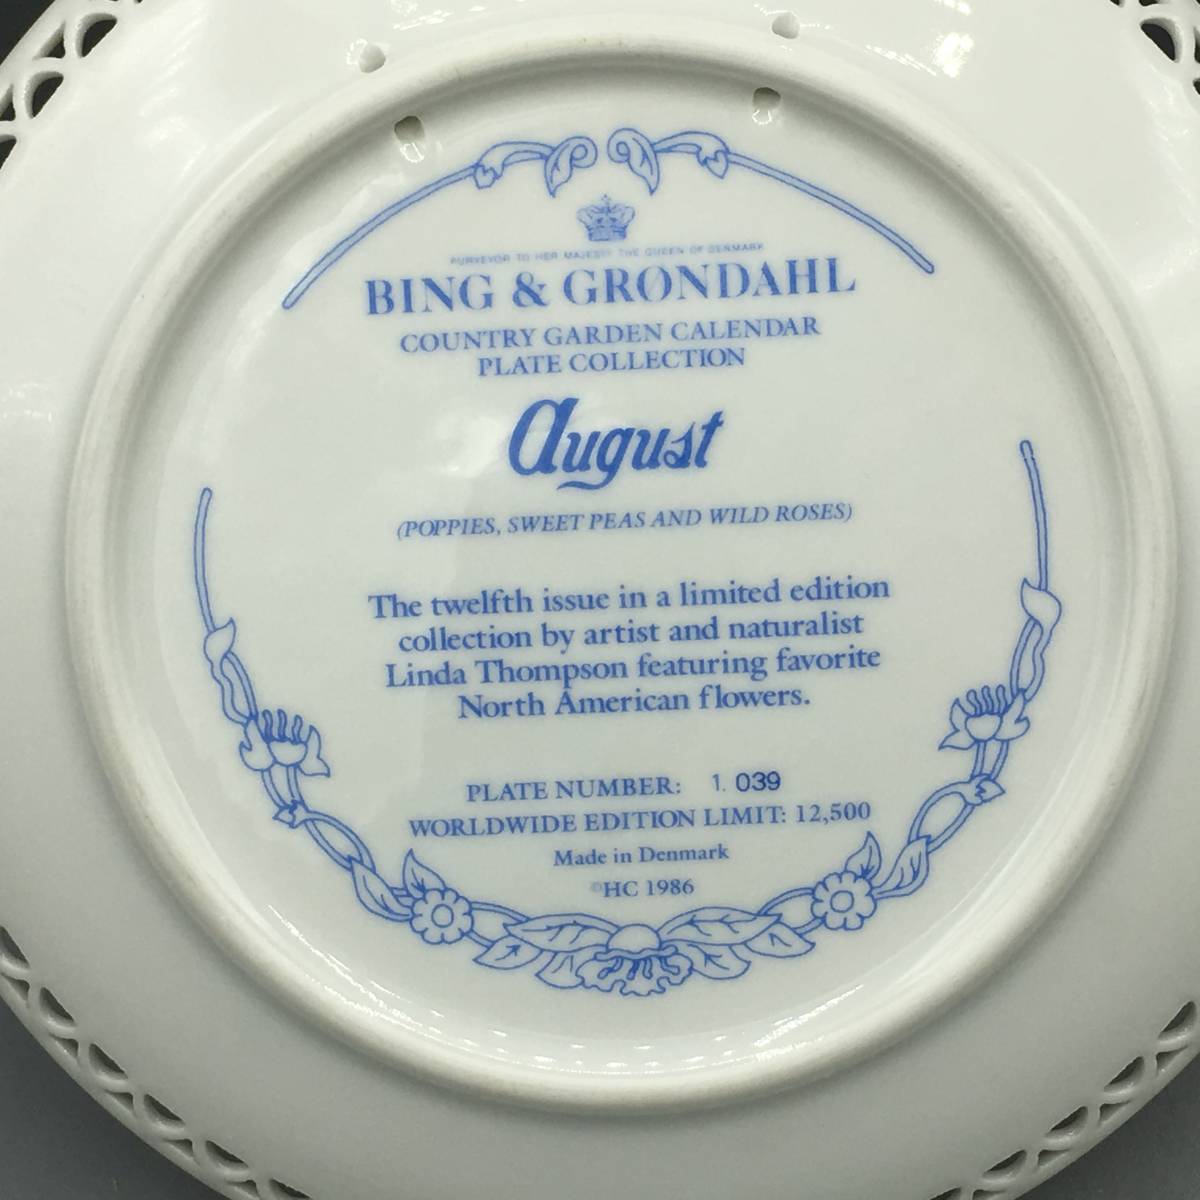 PURVEYOR TO HER MAJESTY THE QUEEN OF DENMARK
BING & GRØNDAHL
COUNTRY GARDEN CALENDAR
PLATE COLLECTION
August
(POPPIES, SWEET PEAS AND WILD ROSES)
The twelfth issue in a limited edition
collection by artist and naturalist
Linda Thompson featuring favorite
North American flowers.
PLATE NUMBER: 1. 039
WORLDWIDE EDITION LIMIT: 12,500
Made in Denmark
©HC 1986